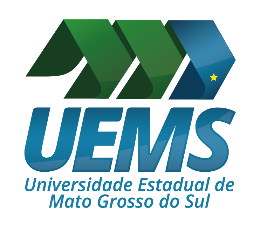 UEMS
Universidade Estadual de
Mato Grosso do Sul